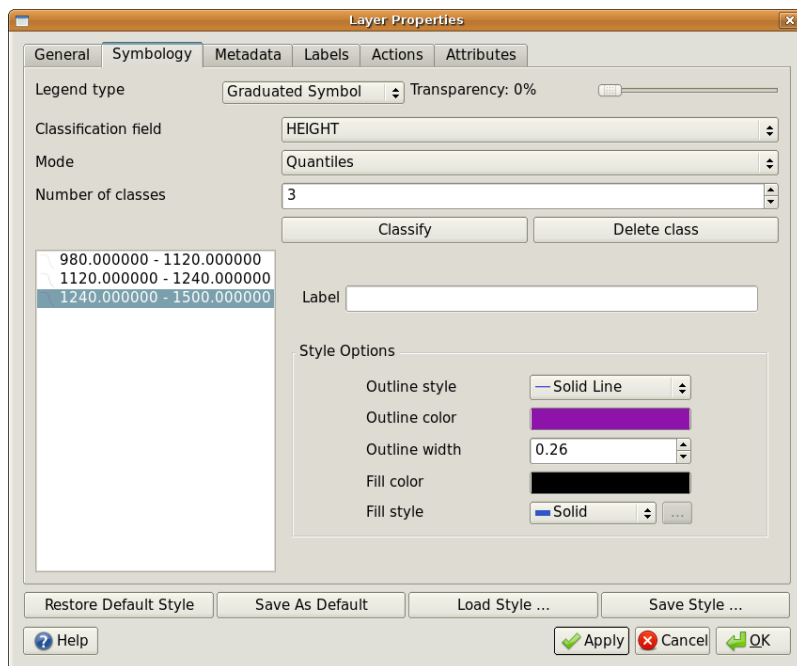 Layer Properties
General Symbology Metadata Labels Actions Attributes
Legend type Graduated Symbol Transparency: 0%
Classification field HEIGHT
Mode Quantiles
Number of classes 3
Classify Delete class
980.000000 - 1120.000000
1120.000000 - 1240.000000
1240.000000 - 1500.000000
Label
Style Options
Outline style Solid Line
Outline color
Outline width 0.26
Fill color
Fill style Solid ...
Restore Default Style Save As Default Load Style ... Save Style ...
Help Apply Cancel OK